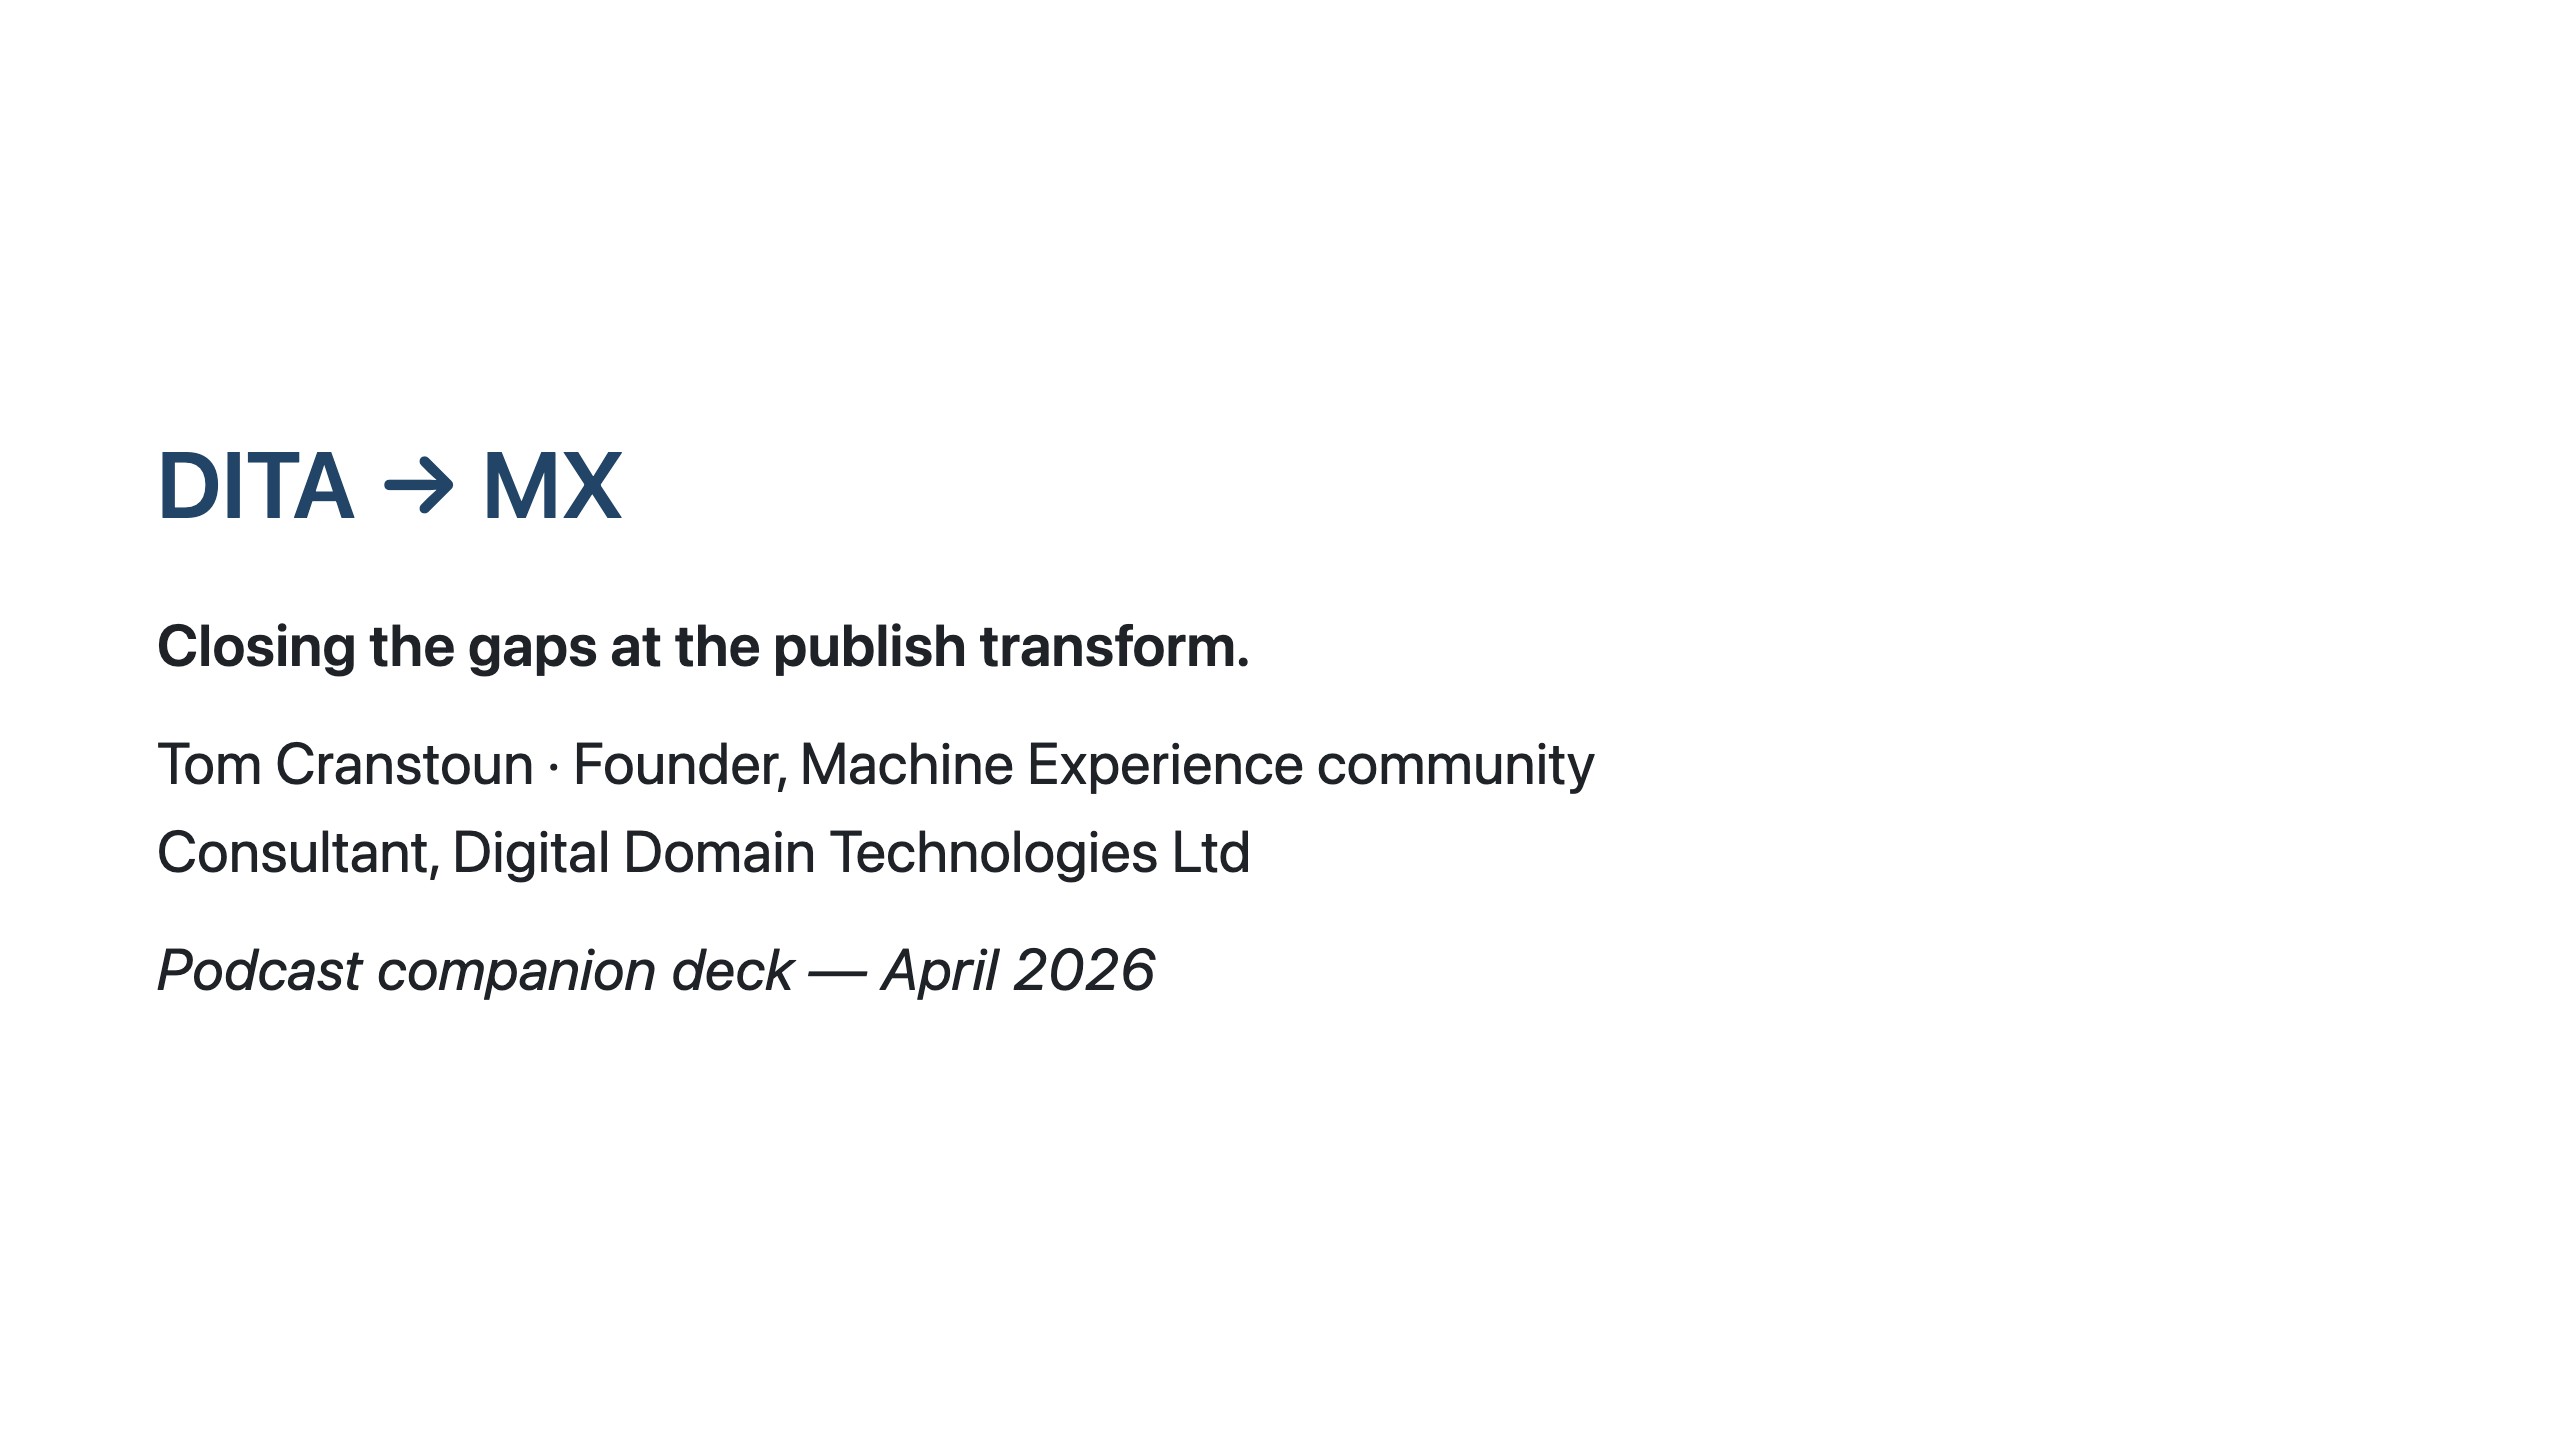 DITA → MX
Closing the gaps at the publish transform.
Tom Cranstoun · Founder, Machine Experience community
Consultant, Digital Domain Technologies Ltd
Podcast companion deck — April 2026